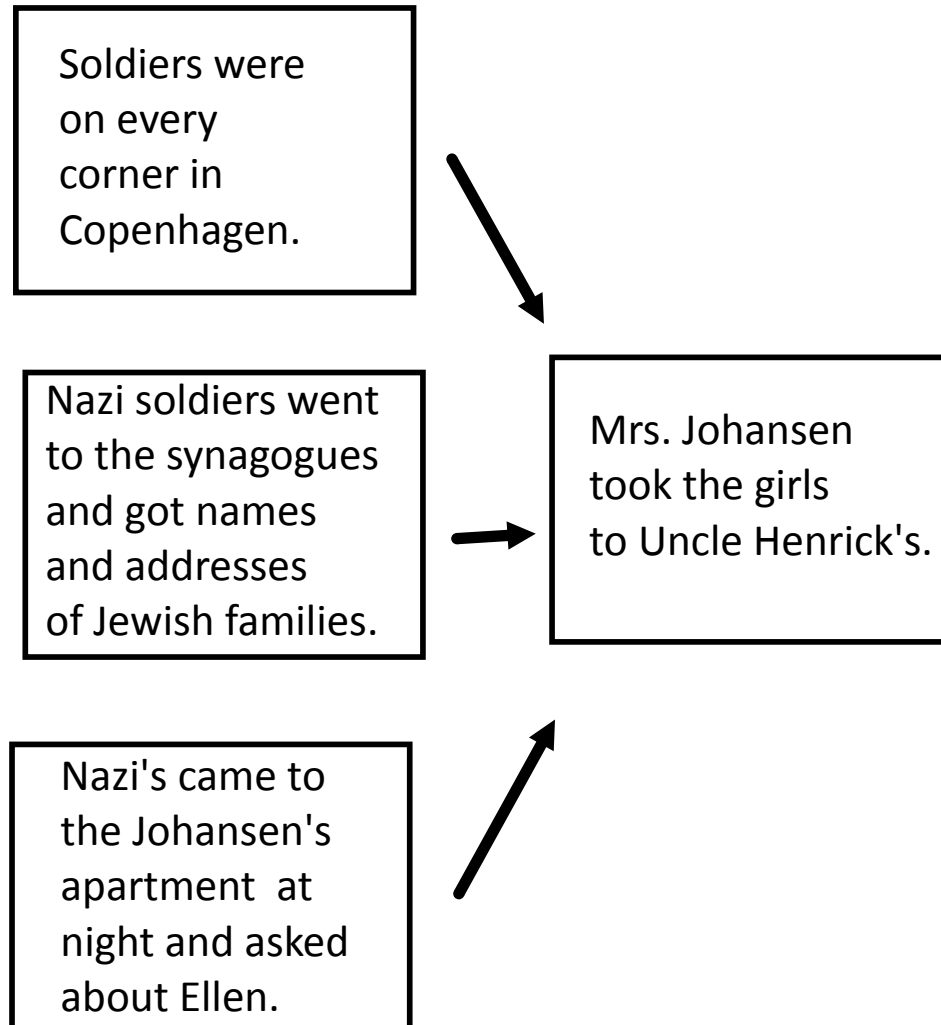 Soldiers were
on every
corner in
Copenhagen.
Nazi soldiers went
to the synagogues
and got names
and addresses
of Jewish families.
Mrs. Johansen
took the girls
to Uncle Henrick's.
Nazi's came to
the Johansen's
apartment at
night and asked
about Ellen.